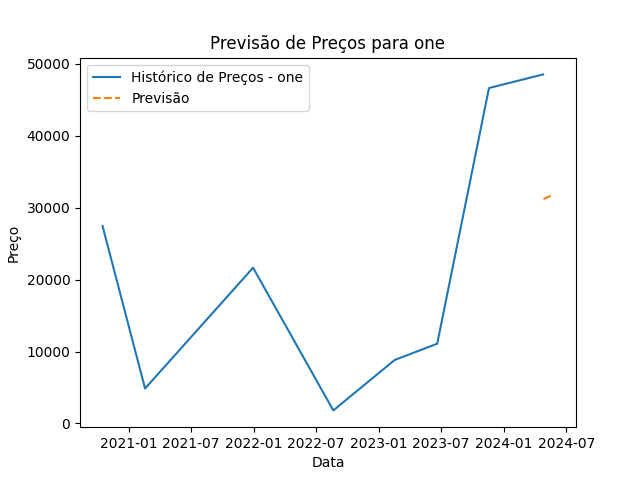 Previsão de Preços para one
Histórico de Preços - one
Previsão
50000
40000
30000
20000
10000
0
Preço
2021-01 2021-07 2022-01 2022-07 2023-01 2023-07 2024-01 2024-07
Data